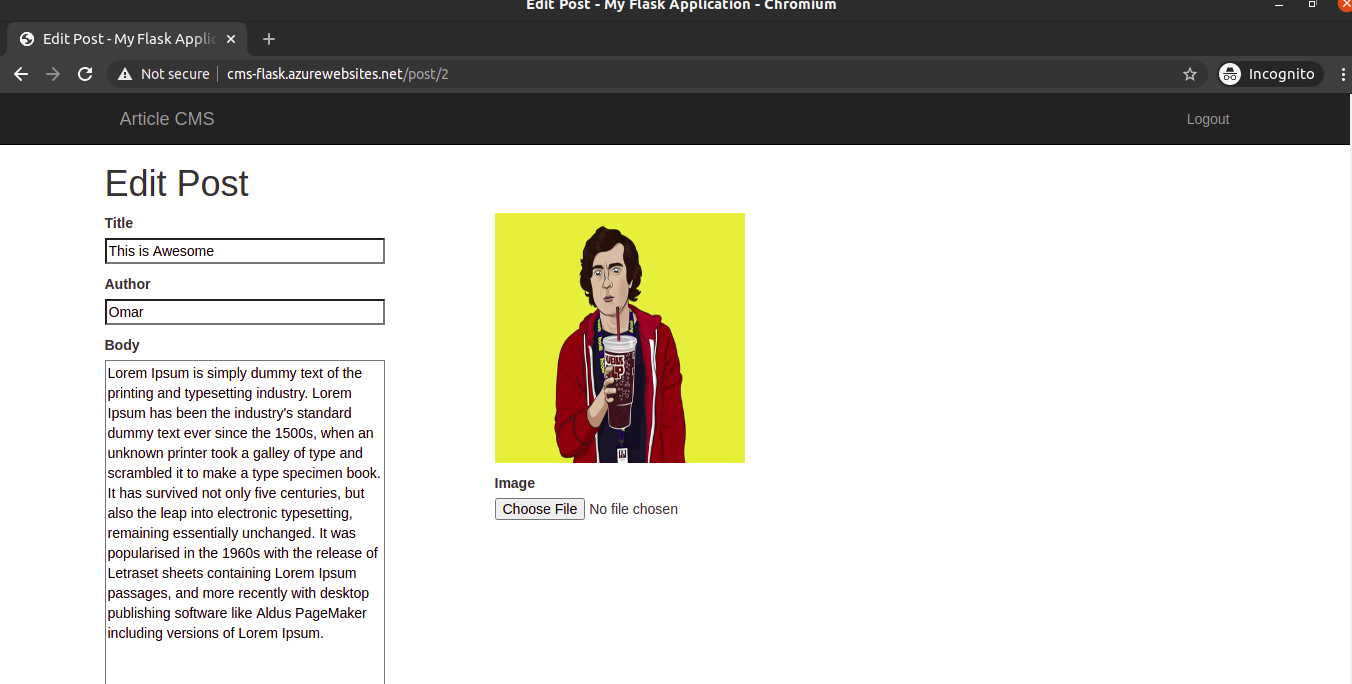 Edit Post - My Flask Application - Chromium
Edit Post - My Flask Applic
Not secure
cms-flask.azurewebsites.net/post/2
Incognito
Article CMS
Logout
Edit Post
Title
This is Awesome
Author
Omar
Body
Lorem Ipsum is simply dummy text of the
printing and typesetting industry. Lorem
Ipsum has been the industry's standard
dummy text ever since the 1500s, when an
unknown printer took a galley of type and
scrambled it to make a type specimen book.
It has survived not only five centuries, but
also the leap into electronic typesetting,
remaining essentially unchanged. It was
popularised in the 1960s with the release of
Letraset sheets containing Lorem Ipsum
passages, and more recently with desktop
publishing software like Aldus PageMaker
including versions of Lorem Ipsum.
Image
Choose File No file chosen